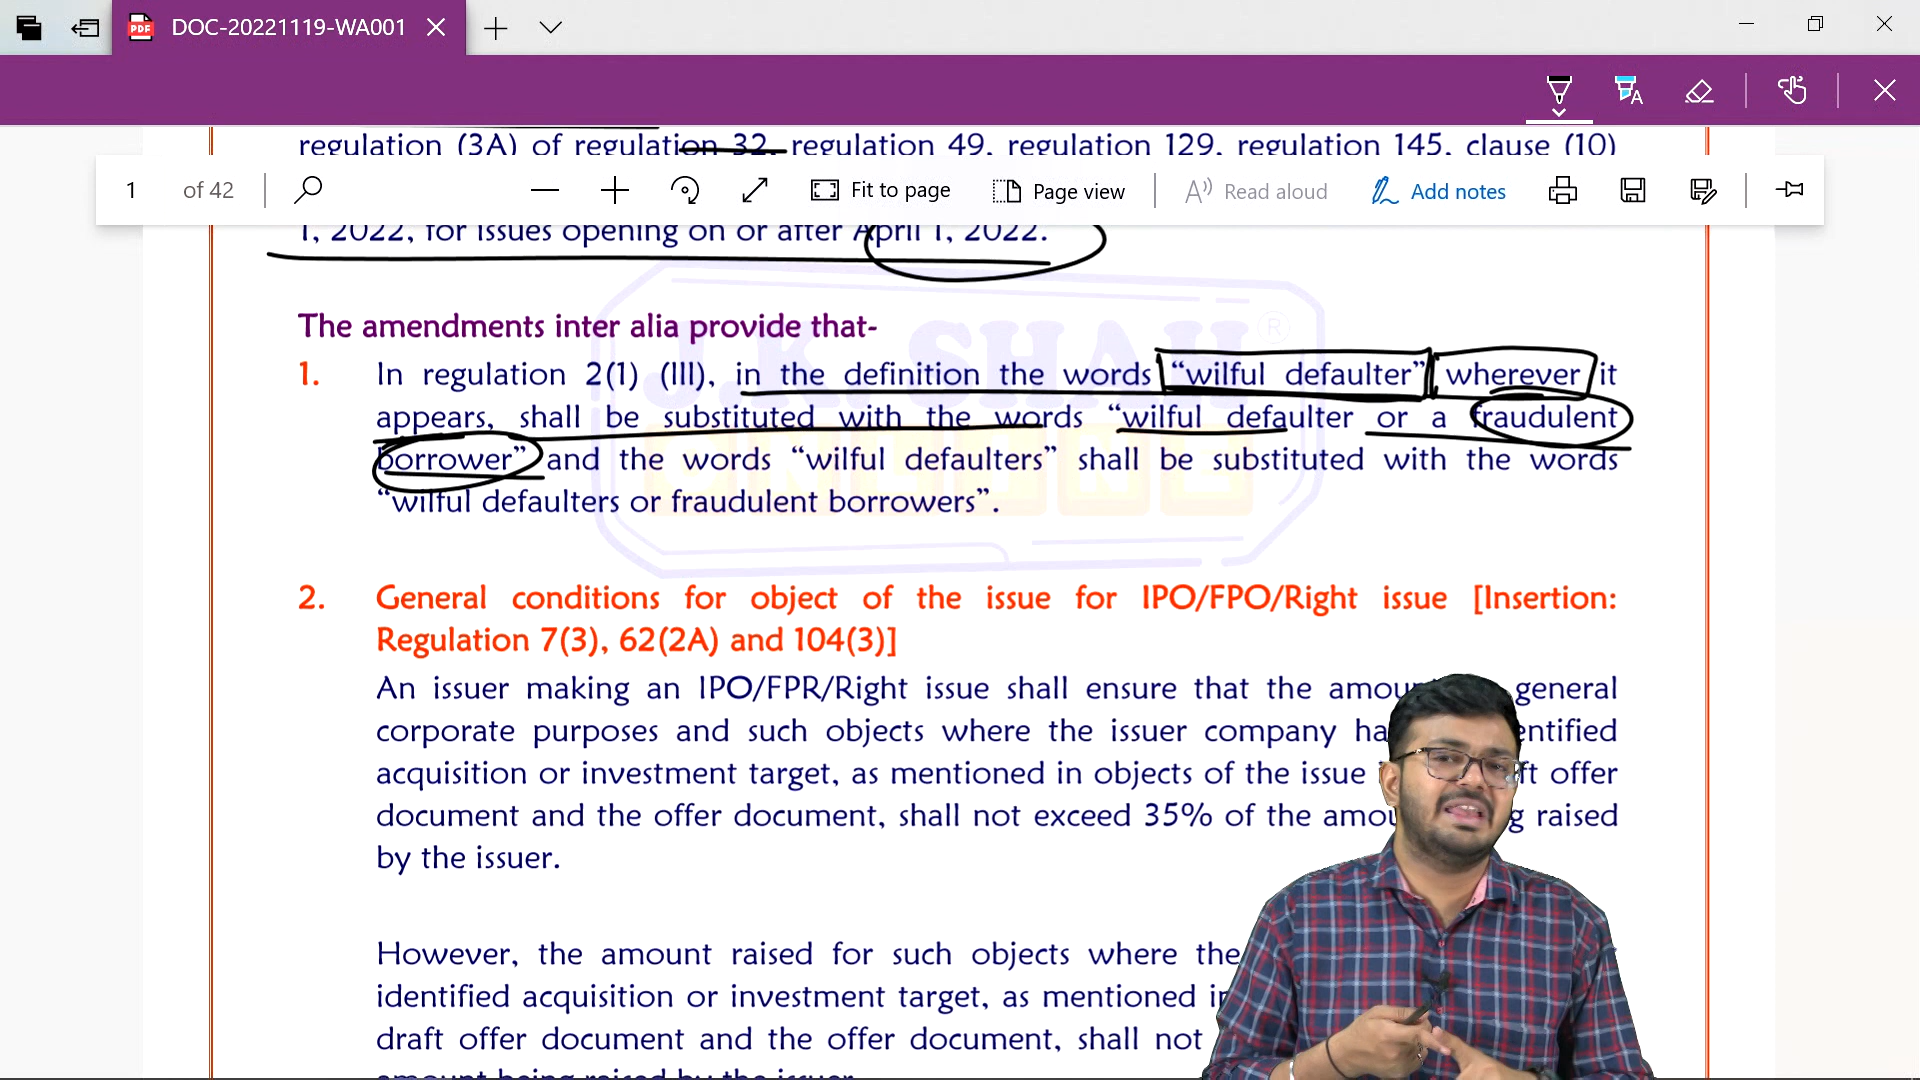 DOC-20221119-WA001
regulation (3A) of regulation 32, regulation 49, regulation 129, regulation 145, clause (10)
1 of 42 Fit to page Page view Read aloud Add notes
1, 2022, for issues opening on or after April 1, 2022.
J.K. SHAH ®
ONLINE
The amendments inter alia provide that-
1. In regulation 2(1) (III), in the definition the words "wilful defaulter" wherever it
appears, shall be substituted with the words "wilful defaulter or a fraudulent
borrower" and the words "wilful defaulters" shall be substituted with the words
"wilful defaulters or fraudulent borrowers".
2. General conditions for object of the issue for IPO/FPO/Right issue [Insertion:
Regulation 7(3), 62(2A) and 104(3)]
An issuer making an IPO/FPR/Right issue shall ensure that the general
corporate purposes and such objects where the issuer company
acquisition or investment target, as mentioned in objects of the issue offer
document and the offer document, shall not exceed 35% of the raised
by the issuer.
However, the amount raised for such objects where the
identified acquisition or investment target, as mentioned
draft offer document and the offer document, shall not
amount being raised by the issuer